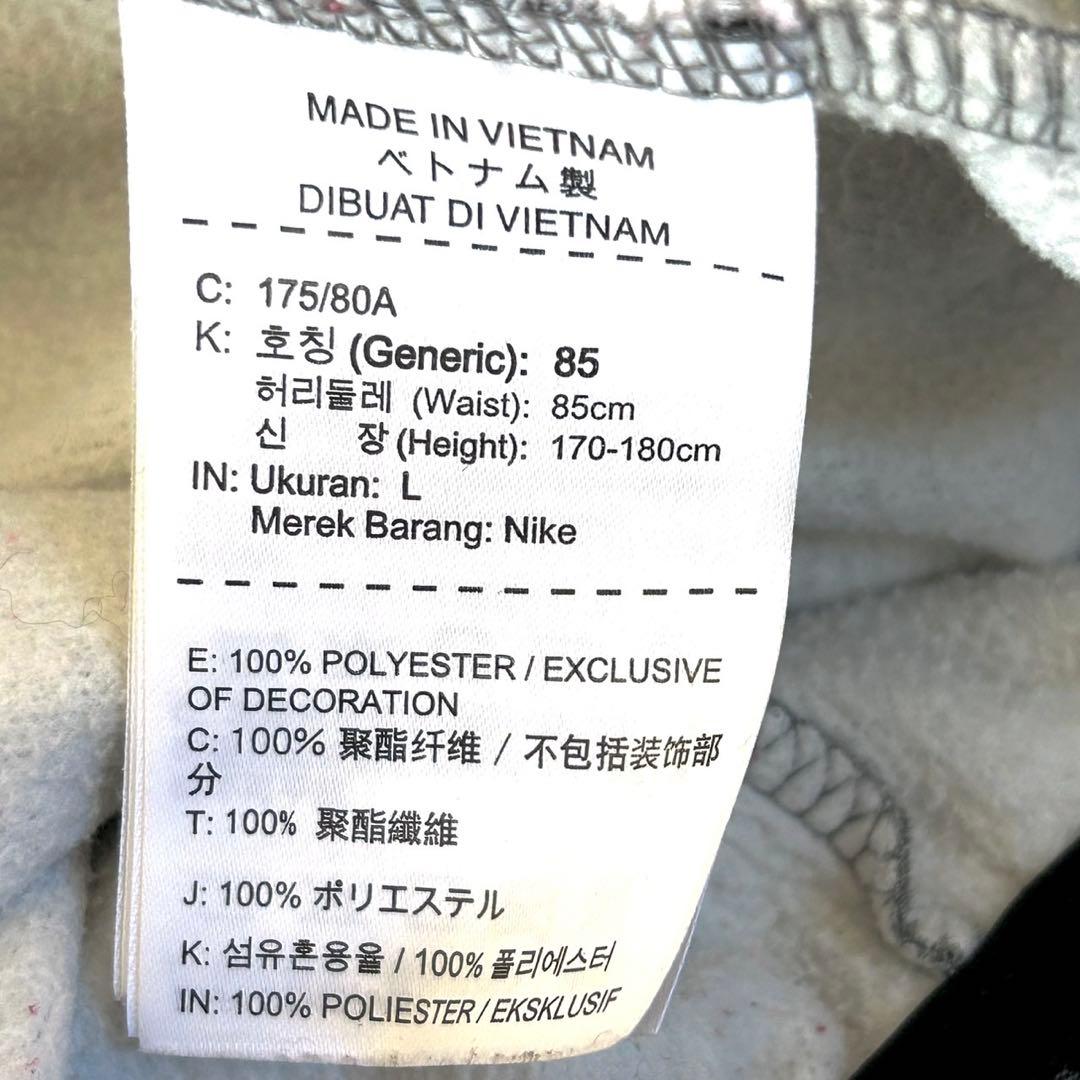 MADE IN VIETNAM
ベトナム製
DIBUAT DI VIETNAM
C: 175/80A
K: 호칭 (Generic): 85
허리둘레 (Waist): 85cm
신 장 (Height): 170-180cm
IN: Ukuran: L
Merek Barang: Nike
E: 100% POLYESTER / EXCLUSIVE
OF DECORATION
C: 100% 聚酯纤维 / 不包括装饰部
分
T: 100% 聚酯纖維
J: 100% ポリエステル
K: 섬유혼용율 / 100% 폴리에스터
IN: 100% POLIESTER / EKSKLUSIF